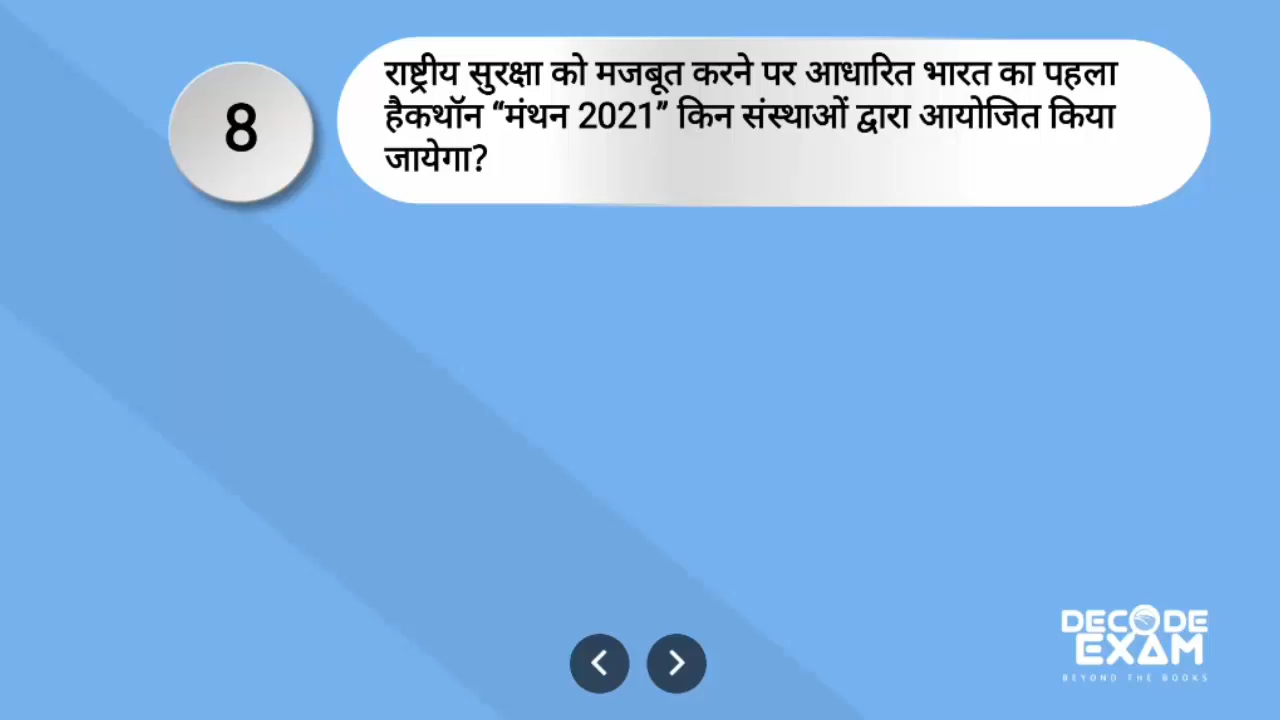 8
राष्ट्रीय सुरक्षा को मजबूत करने पर आधारित भारत का पहला
हैकथॉन “मंथन 2021” किन संस्थाओं द्वारा आयोजित किया
जायेगा?
DECODE
EXAM
BEYOND THE BOOKS